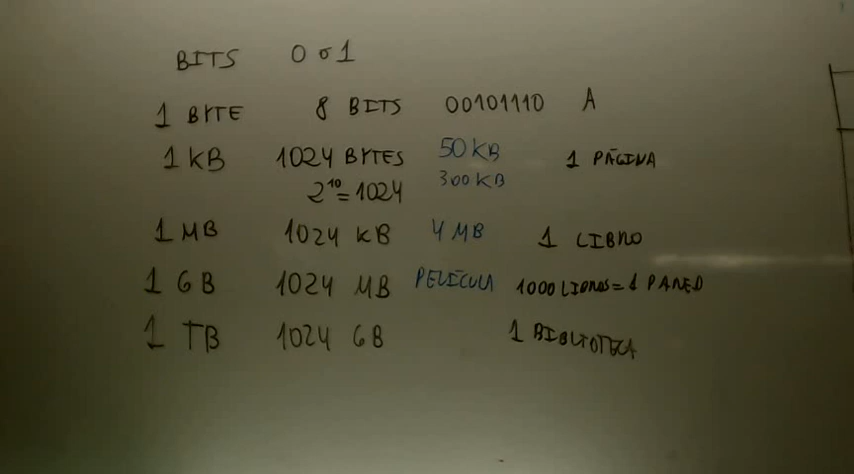 BITS 0 o 1
1 BYTE 8 BITS 00101110 A
1 KB 1024 BYTES 50 KB 1 PÁGINA
2¹⁰=1024 300 KB
1 MB 1024 KB 4 MB 1 LIBRO
1 GB 1024 MB PELÍCULA 1000 LIBROS = 1 PARED
1 TB 1024 GB 1 BIBLIOTECA